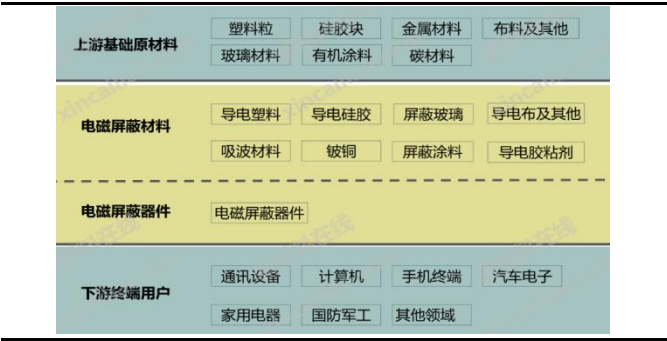 上游基础原材料
塑料粒 硅胶块 金属材料 布料及其他
玻璃材料 有机涂料 碳材料
电磁屏蔽材料
导电塑料 导电硅胶 屏蔽玻璃 导电布及其他
吸波材料 铍铜 屏蔽涂料 导电胶粘剂
电磁屏蔽器件
电磁屏蔽器件
下游终端用户
通讯设备 计算机 手机终端 汽车电子
家用电器 国防军工 其他领域